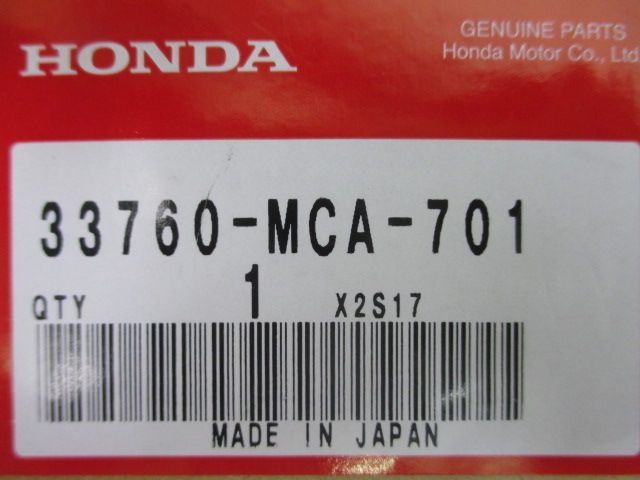 HONDA
GENUINE PARTS
Honda Motor Co., Ltd.
33760-MCA-701
QTY 1 X2S17
MADE IN JAPAN